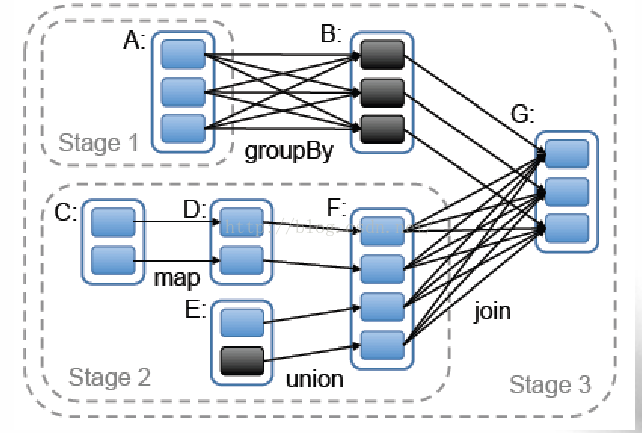 A:
B:
G:
Stage 1
groupBy
C:
D:
F:
map
E:
join
union
Stage 2
Stage 3